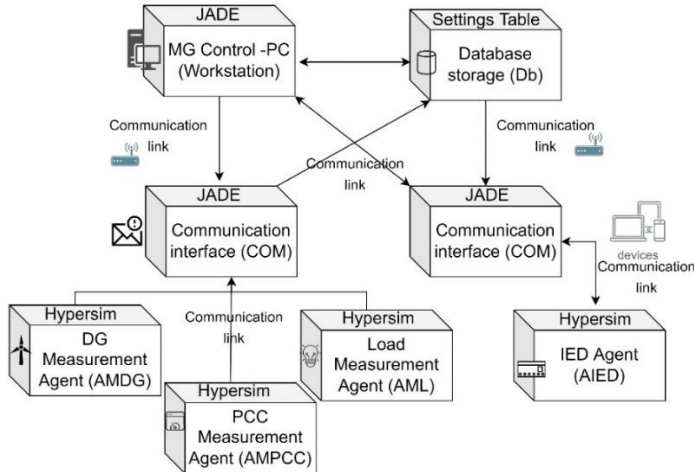 JADE
MG Control -PC
(Workstation)
Settings Table
Database
storage (Db)
Communication
link
Communication
link
Communication
link
JADE
Communication
interface (COM)
JADE
Communication
interface (COM)
devices
Communication
link
Hypersim
DG
Measurement
Agent (AMDG)
Communication
link
Hypersim
Load
Measurement
Agent (AML)
Hypersim
IED Agent
(AIED)
Hypersim
PCC
Measurement
Agent (AMPCC)